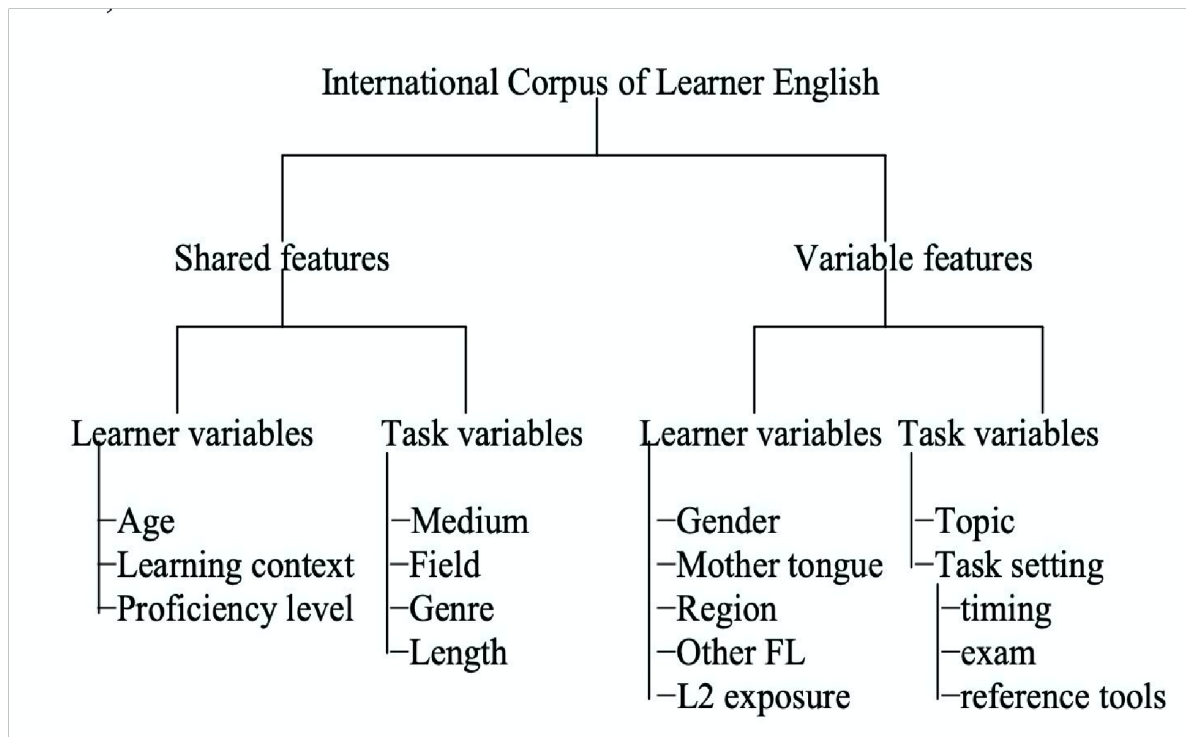 International Corpus of Learner English
Shared features
Variable features
Learner variables
Task variables
Learner variables
Task variables
Age
Learning context
Proficiency level
Medium
Field
Genre
Length
Gender
Mother tongue
Region
Other FL
L2 exposure
Topic
Task setting
timing
exam
reference tools